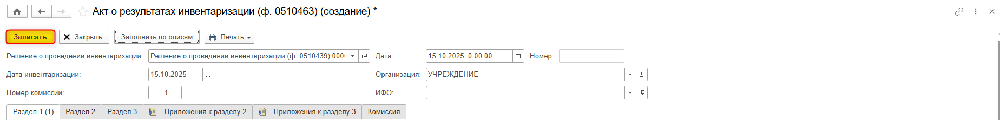 Акт о результатах инвентаризации (ф. 0510463) (создание) *
Записать Закрыть Заполнить по описям Печать
Решение о проведении инвентаризации: Решение о проведении инвентаризации (ф. 0510439) Дата: 15.10.2025 0:00:00 Номер:
Дата инвентаризации: 15.10.2025 ... Организация: УЧРЕЖДЕНИЕ
Номер комиссии: 1 ... ИФО:
Раздел 1 (1) Раздел 2 Раздел 3 Приложения к разделу 2 Приложения к разделу 3 Комиссия